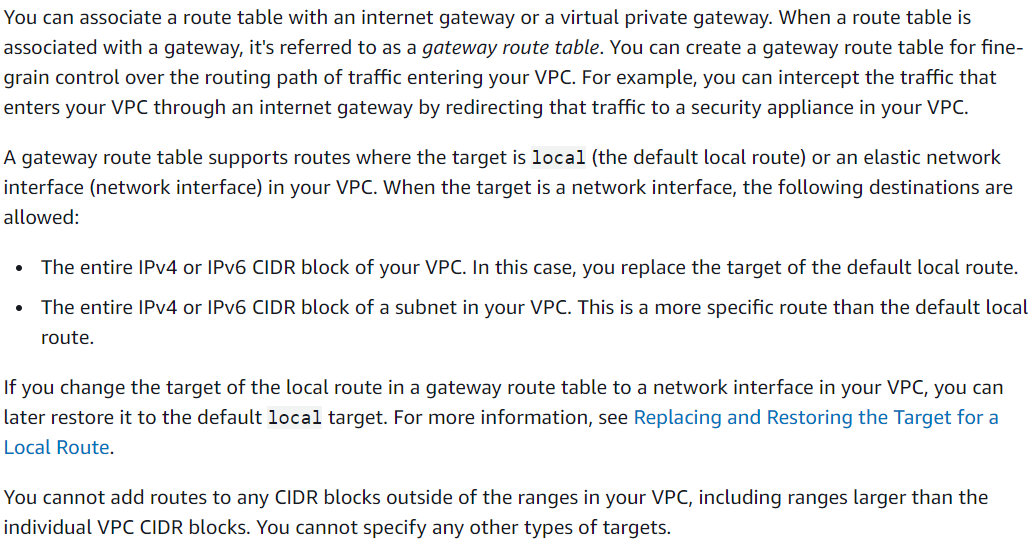 You can associate a route table with an internet gateway or a virtual private gateway. When a route table is
associated with a gateway, it's referred to as a gateway route table. You can create a gateway route table for fine-
grain control over the routing path of traffic entering your VPC. For example, you can intercept the traffic that
enters your VPC through an internet gateway by redirecting that traffic to a security appliance in your VPC.
A gateway route table supports routes where the target is local (the default local route) or an elastic network
interface (network interface) in your VPC. When the target is a network interface, the following destinations are
allowed:
• The entire IPv4 or IPv6 CIDR block of your VPC. In this case, you replace the target of the default local route.
• The entire IPv4 or IPv6 CIDR block of a subnet in your VPC. This is a more specific route than the default local
route.
If you change the target of the local route in a gateway route table to a network interface in your VPC, you can
later restore it to the default local target. For more information, see Replacing and Restoring the Target for a
Local Route.
You cannot add routes to any CIDR blocks outside of the ranges in your VPC, including ranges larger than the
individual VPC CIDR blocks. You cannot specify any other types of targets.